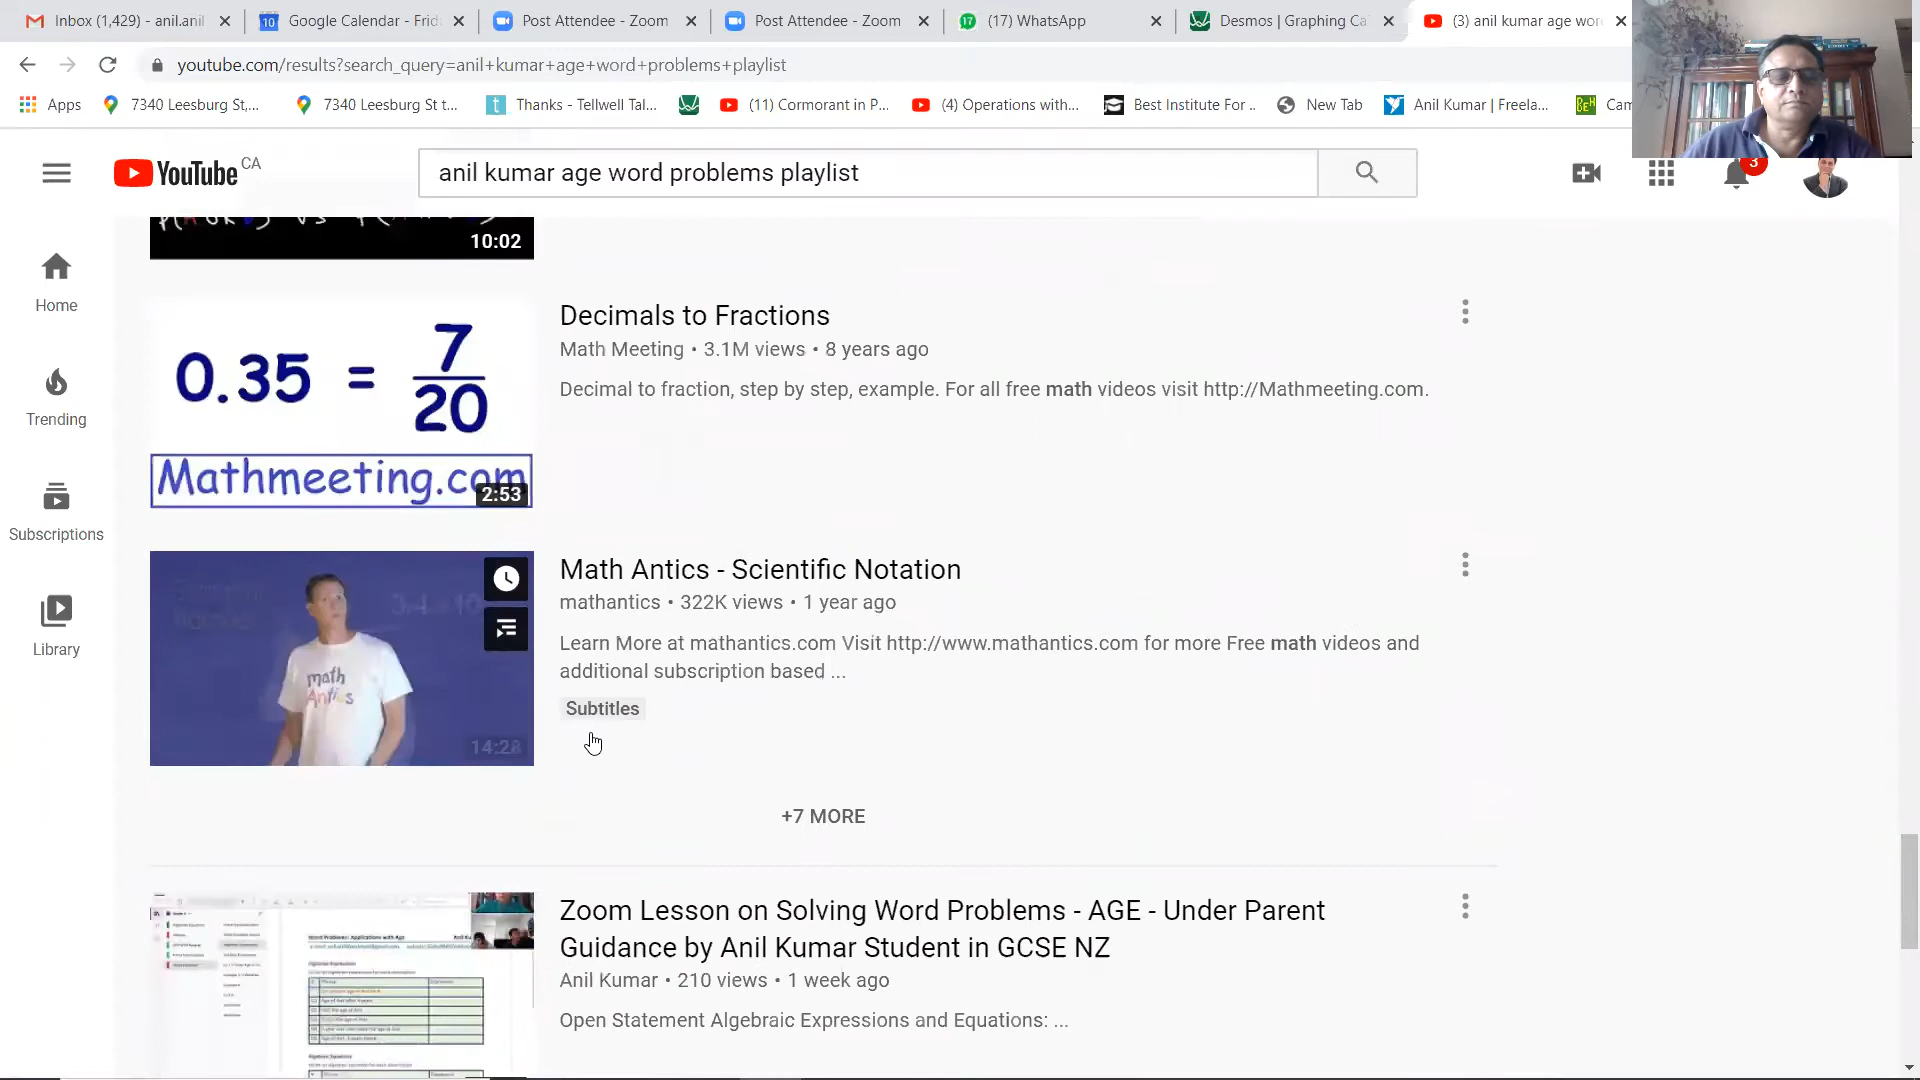 Inbox (1,429) - anil.anil
10
Google Calendar - Frid
Post Attendee - Zoom
Post Attendee - Zoom
17
(17) WhatsApp
Desmos | Graphing Ca
(3) anil kumar age wor
youtube.com/results?search_query=anil+kumar+age+word+problems+playlist
Apps
7340 Leesburg St,...
7340 Leesburg St t...
Thanks - Tellwell Tal...
(11) Cormorant in P...
(4) Operations with...
Best Institute For ..
New Tab
Anil Kumar | Freela...
BEH
Cam
YouTube CA
anil kumar age word problems playlist
3
10:02
Home
Trending
Subscriptions
Library
0.35 = 7/20
Mathmeeting.com
2:53
Decimals to Fractions
Math Meeting • 3.1M views • 8 years ago
Decimal to fraction, step by step, example. For all free math videos visit http://Mathmeeting.com.
math
Antics
14:28
Math Antics - Scientific Notation
mathantics • 322K views • 1 year ago
Learn More at mathantics.com Visit http://www.mathantics.com for more Free math videos and
additional subscription based ...
Subtitles
+7 MORE
Zoom Lesson on Solving Word Problems - AGE - Under Parent
Guidance by Anil Kumar Student in GCSE NZ
Anil Kumar • 210 views • 1 week ago
Open Statement Algebraic Expressions and Equations: ...